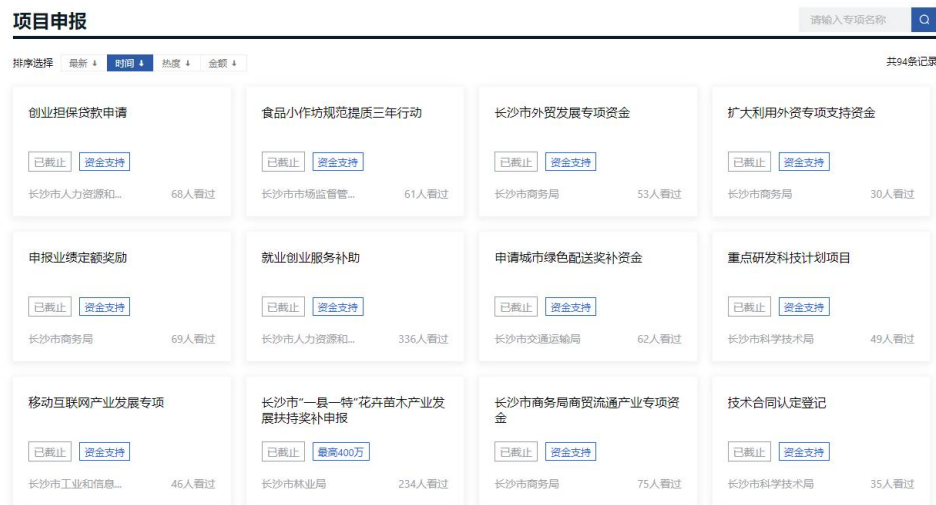 项目申报
请输入专项名称
排序选择 最新 ↓ 时间 ↓ 热度 ↓ 金额 ↓ 共94条记录
创业担保贷款申请
已截止 资金支持
长沙市人力资源和... 68人看过
食品小作坊规范提质三年行动
已截止 资金支持
长沙市市场监督管... 61人看过
长沙市外贸发展专项资金
已截止 资金支持
长沙市商务局 53人看过
扩大利用外资专项支持资金
已截止 资金支持
长沙市商务局 30人看过
申报业绩定额奖励
已截止 资金支持
长沙市商务局 69人看过
就业创业服务补助
已截止 资金支持
长沙市人力资源和... 336人看过
申请城市绿色配送奖补资金
已截止 资金支持
长沙市交通运输局 62人看过
重点研发科技计划项目
已截止 资金支持
长沙市科学技术局 49人看过
移动互联网产业发展专项
已截止 资金支持
长沙市工业和信息... 46人看过
长沙市“一县一特”花卉苗木产业发
展扶持奖补申报
已截止 最高400万
长沙市林业局 234人看过
长沙市商务局商贸流通产业专项资
金
已截止 资金支持
长沙市商务局 75人看过
技术合同认定登记
已截止 资金支持
长沙市科学技术局 35人看过